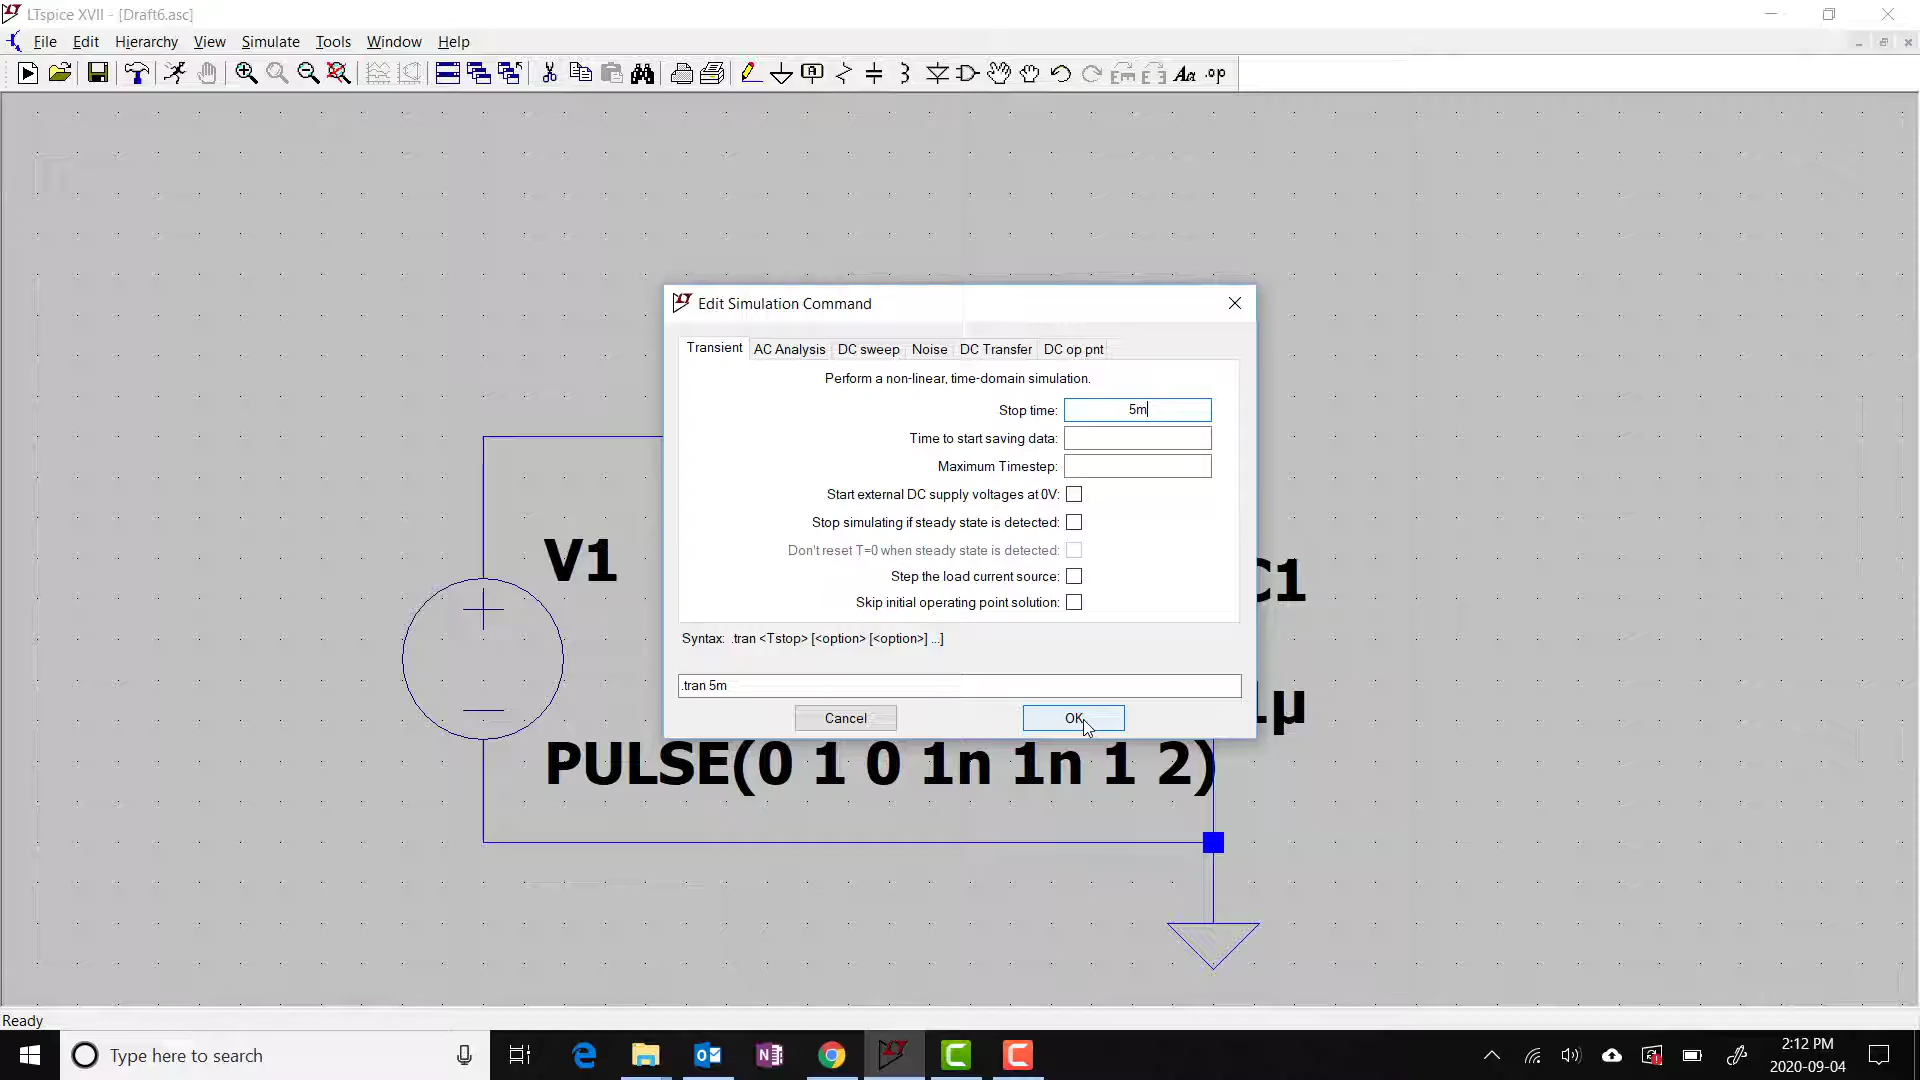 LTspice XVII - [Draft6.asc]
File Edit Hierarchy View Simulate Tools Window Help
.op
Edit Simulation Command
Transient AC Analysis DC sweep Noise DC Transfer DC op pnt
Perform a non-linear, time-domain simulation.
Stop time: 5m
Time to start saving data:
Maximum Timestep:
Start external DC supply voltages at 0V:
Stop simulating if steady state is detected:
Don't reset T=0 when steady state is detected:
Step the load current source:
Skip initial operating point solution:
Syntax: .tran <Tstop> [<option> [<option>] ...]
.tran 5m
Cancel OK
V1
C1
µ
PULSE(0 1 0 1n 1n 1 2)
Ready
Type here to search
2:12 PM
2020-09-04